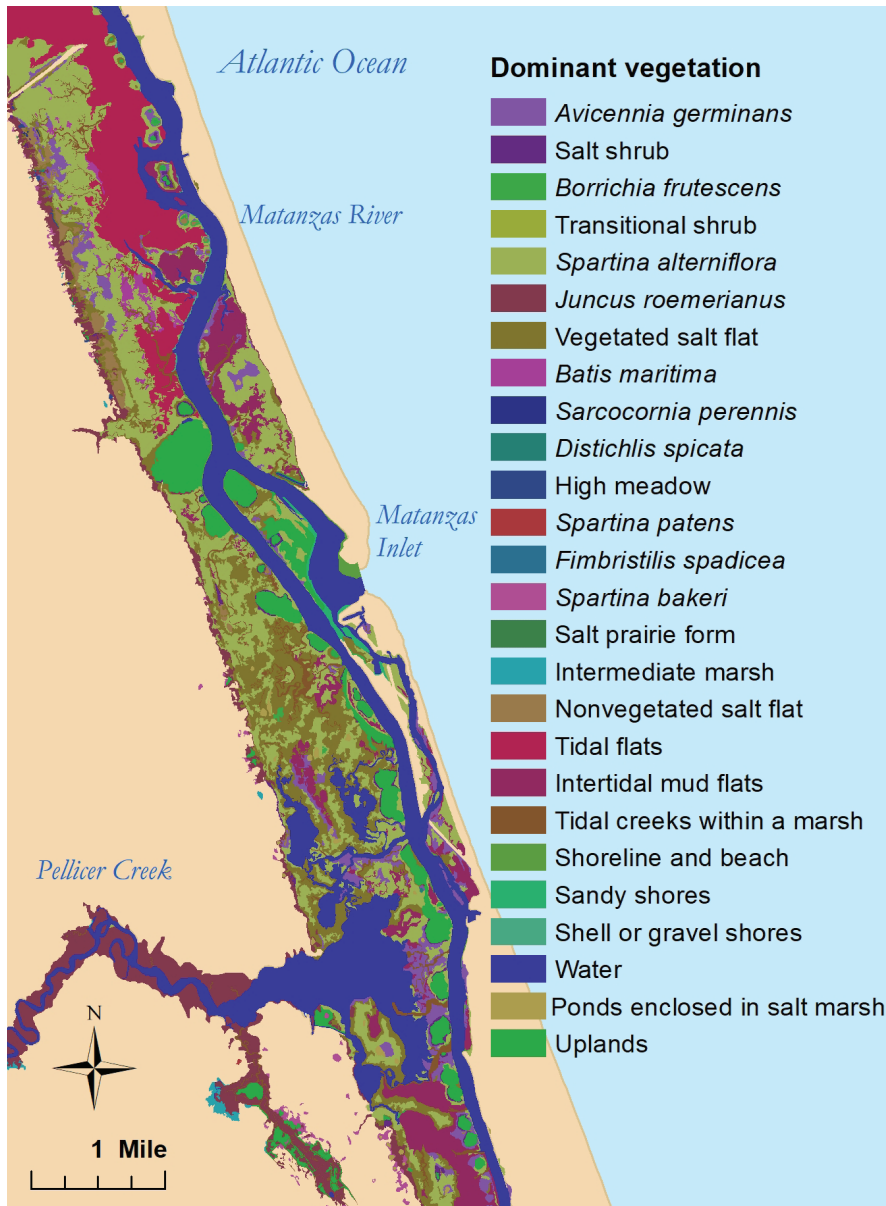 Atlantic Ocean
Dominant vegetation
Avicennia germinans
Salt shrub
Borrichia frutescens
Transitional shrub
Spartina alterniflora
Juncus roemerianus
Vegetated salt flat
Batis maritima
Sarcocornia perennis
Distichlis spicata
High meadow
Spartina patens
Fimbristilis spadicea
Spartina bakeri
Salt prairie form
Intermediate marsh
Nonvegetated salt flat
Tidal flats
Intertidal mud flats
Tidal creeks within a marsh
Shoreline and beach
Sandy shores
Shell or gravel shores
Water
Ponds enclosed in salt marsh
Uplands
Matanzas River
Matanzas
Inlet
Pellicer Creek
N
1 Mile